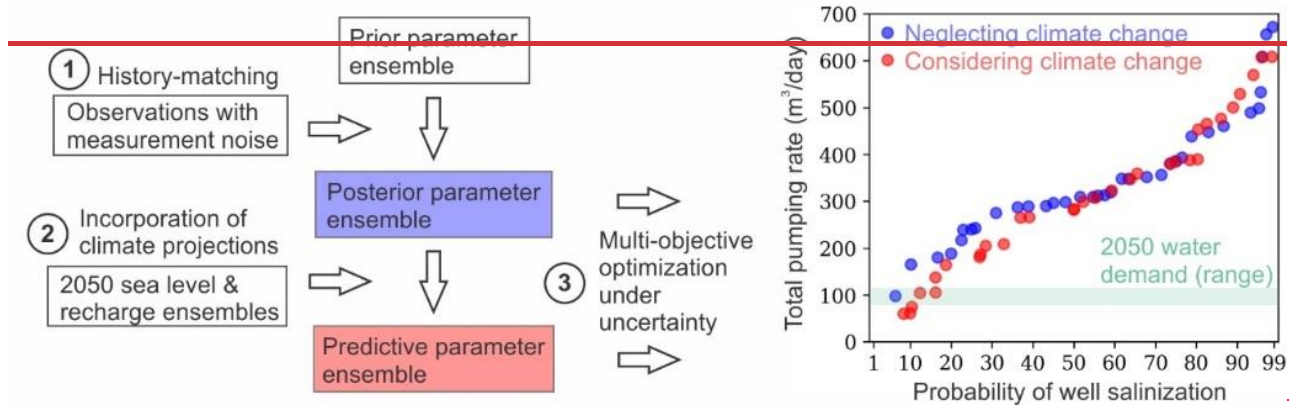 Prior parameter
ensemble
1
History-matching
Observations with
measurement noise
Posterior parameter
ensemble
2
Incorporation of
climate projections
2050 sea level &
recharge ensembles
Predictive parameter
ensemble
3
Multi-objective
optimization
under
uncertainty
Total pumping rate (m³/day)
700
600
500
400
300
200
100
0
Neglecting climate change
Considering climate change
2050 water
demand (range)
1 10 20 30 40 50 60 70 80 90 99
Probability of well salinization